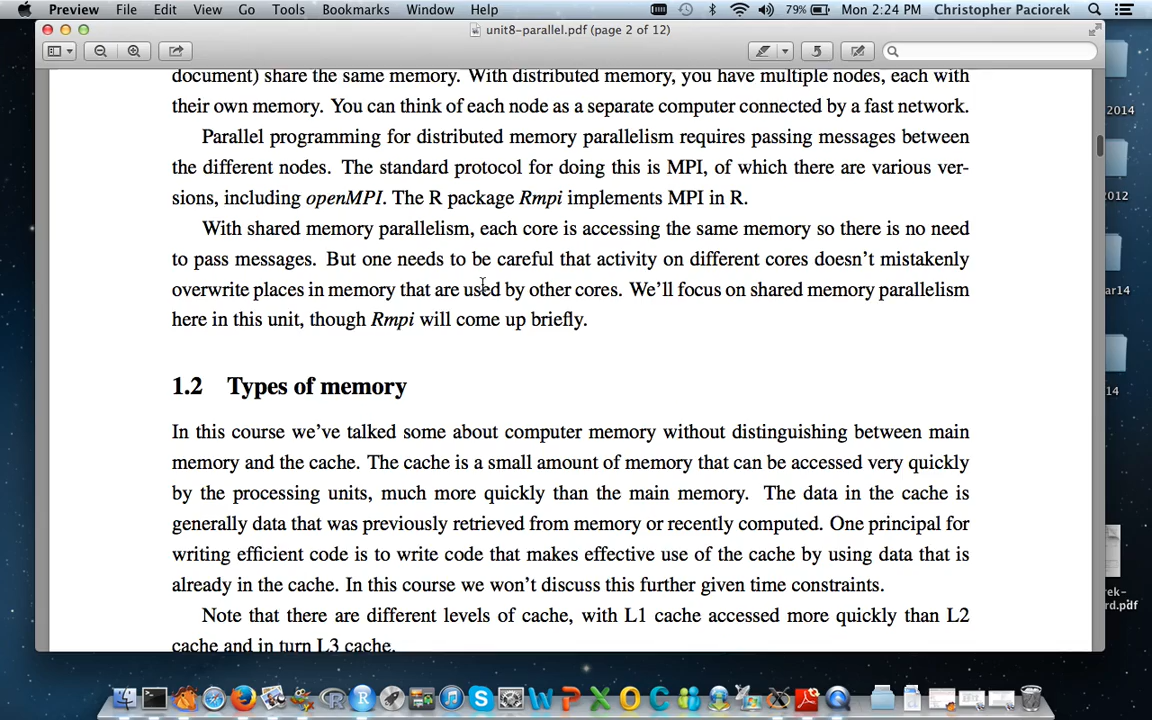 Preview File Edit View Go Tools Bookmarks Window Help 79% Mon 2:24 PM Christopher Paciorek
unit8-parallel.pdf (page 2 of 12)
document) share the same memory. With distributed memory, you have multiple nodes, each with
their own memory. You can think of each node as a separate computer connected by a fast network.
Parallel programming for distributed memory parallelism requires passing messages between
the different nodes. The standard protocol for doing this is MPI, of which there are various ver-
sions, including openMPI. The R package Rmpi implements MPI in R.
With shared memory parallelism, each core is accessing the same memory so there is no need
to pass messages. But one needs to be careful that activity on different cores doesn't mistakenly
overwrite places in memory that are used by other cores. We'll focus on shared memory parallelism
here in this unit, though Rmpi will come up briefly.
1.2 Types of memory
In this course we've talked some about computer memory without distinguishing between main
memory and the cache. The cache is a small amount of memory that can be accessed very quickly
by the processing units, much more quickly than the main memory. The data in the cache is
generally data that was previously retrieved from memory or recently computed. One principal for
writing efficient code is to write code that makes effective use of the cache by using data that is
already in the cache. In this course we won't discuss this further given time constraints.
Note that there are different levels of cache, with L1 cache accessed more quickly than L2
cache and in turn L3 cache.
2014
2012
ar14
14
rek-
rd.pdf